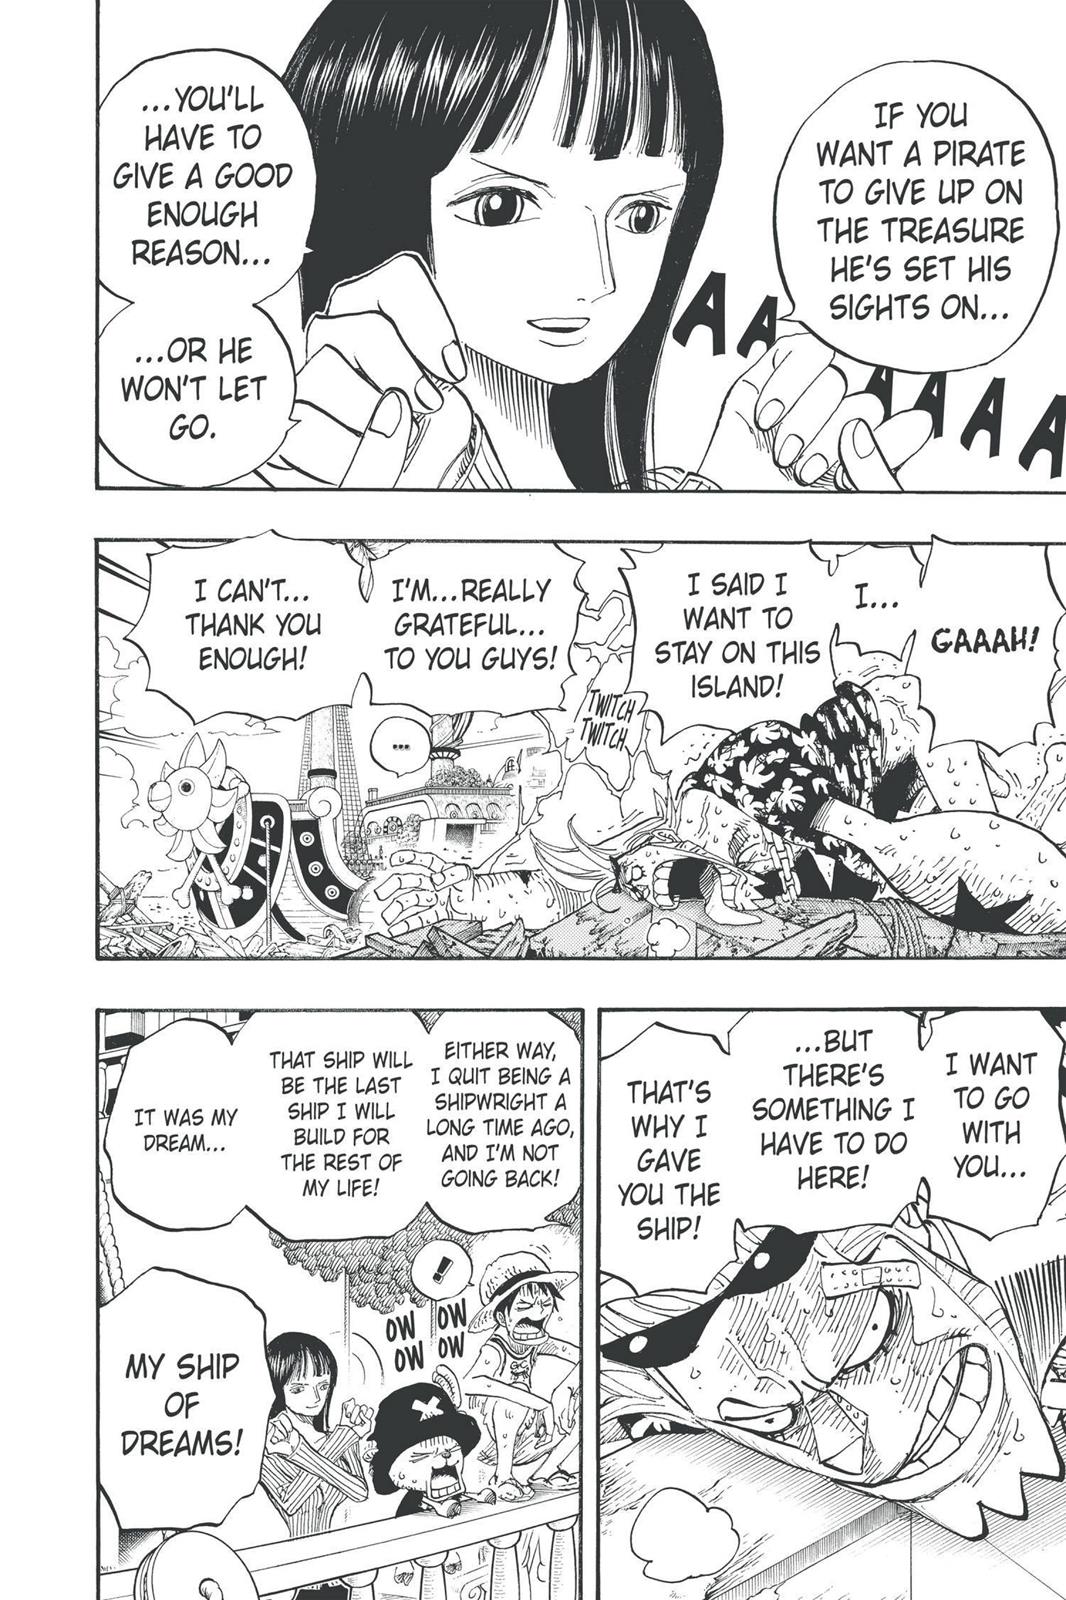 IF YOU
WANT A PIRATE
TO GIVE UP ON
THE TREASURE
HE'S SET HIS
SIGHTS ON...
...YOU'LL
HAVE TO
GIVE A GOOD
ENOUGH
REASON...
...OR HE
WON'T LET
GO.
AAAAAAA
GAAAH!
I...
I SAID I
WANT TO
STAY ON THIS
ISLAND!
TWITCH
TWITCH
I'M...REALLY
GRATEFUL...
TO YOU GUYS!
I CAN'T...
THANK YOU
ENOUGH!
...
I WANT
TO GO
WITH
YOU...
...BUT
THERE'S
SOMETHING I
HAVE TO DO
HERE!
THAT'S
WHY I
GAVE
YOU THE
SHIP!
EITHER WAY,
I QUIT BEING A
SHIPWRIGHT A
LONG TIME AGO,
AND I'M NOT
GOING BACK!
THAT SHIP WILL
BE THE LAST
SHIP I WILL
BUILD FOR
THE REST OF
MY LIFE!
IT WAS MY
DREAM...
!
OW
OW
OW
OW
MY SHIP
OF
DREAMS!